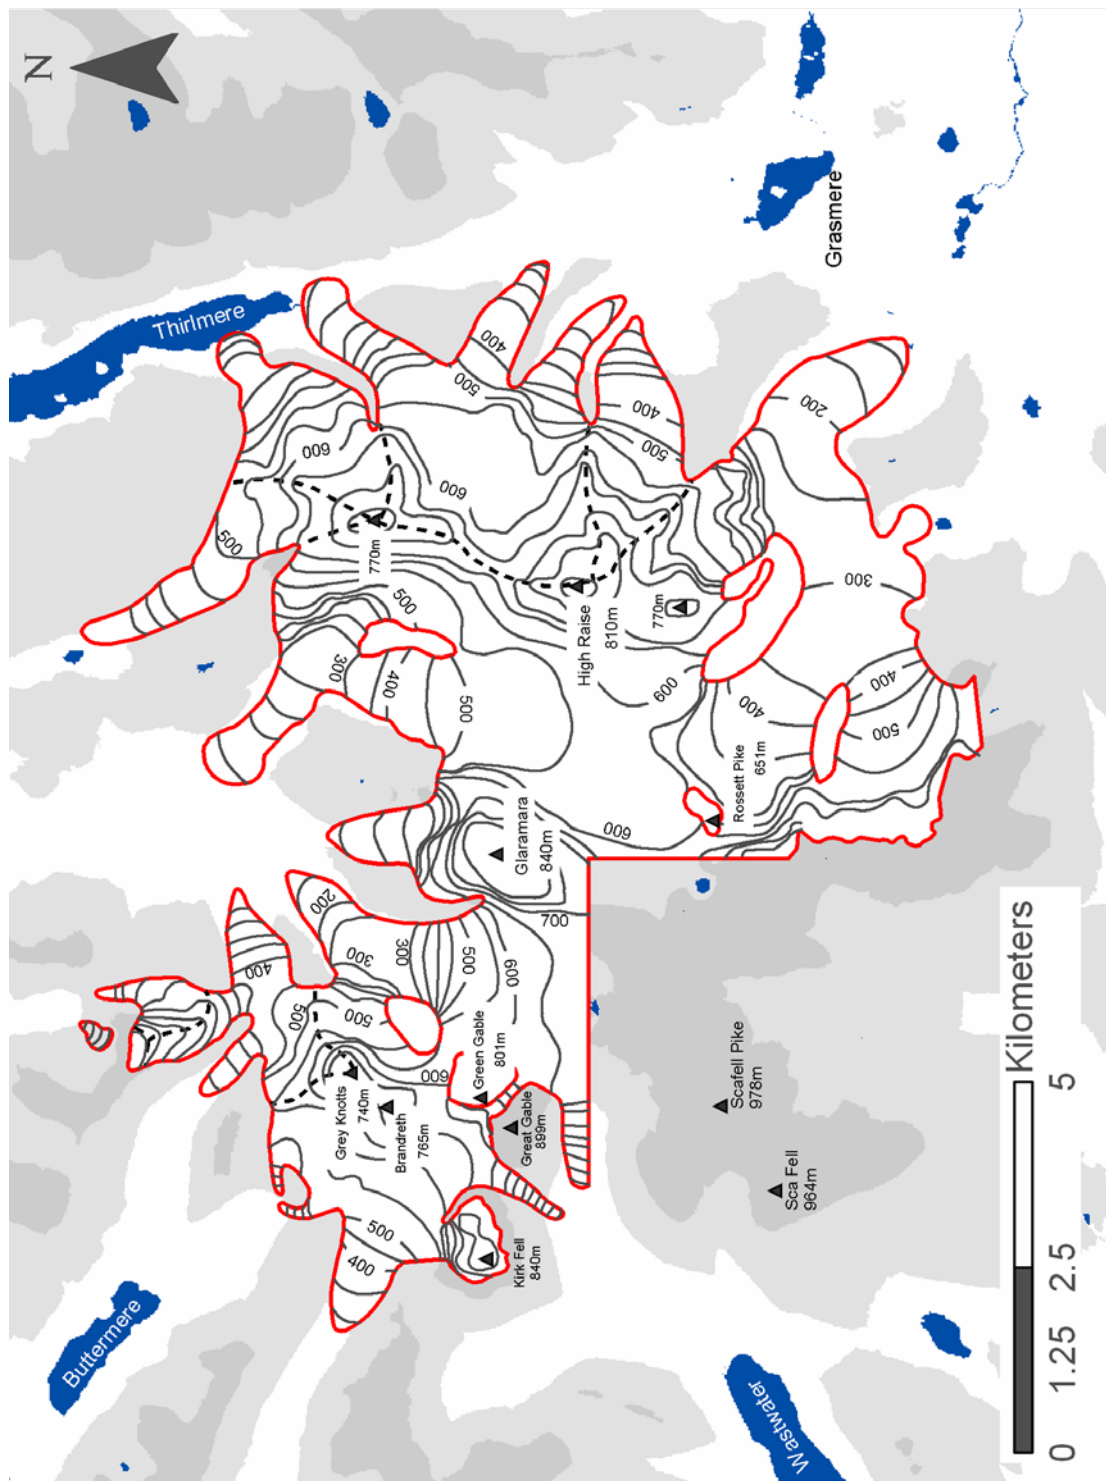 N
Buttermere
Thirlmere
500
400
200
600
500
300
Grey Knotts
740m
400
300
500
770m
Brandreth
765m
500
400
300
500
600
500
500
600
500
Green Gable
801m
400
600
Great Gable
899m
Kirk Fell
840m
Glaramara
840m
700
High Raise
810m
600
400
500
770m
600
Scafell Pike
978m
Rossett Pike
651m
400
Wastwater
Sca Fell
964m
200
Grasmere
300
400
500
Kilometers
0 1.25 2.5 5